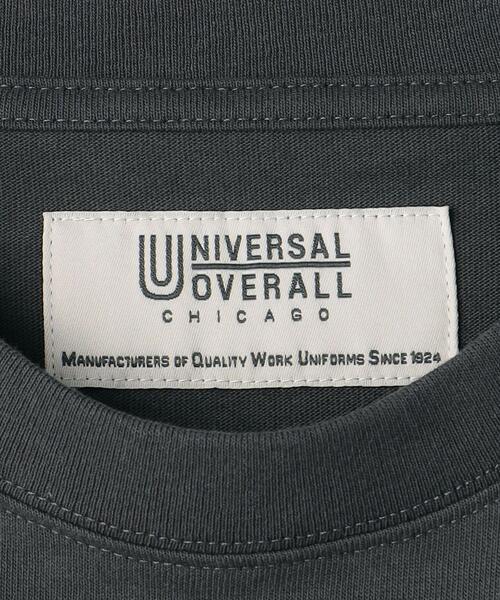 UNIVERSAL
OVERALL
CHICAGO
MANUFACTURERS OF QUALITY WORK UNIFORMS SINCE 1924